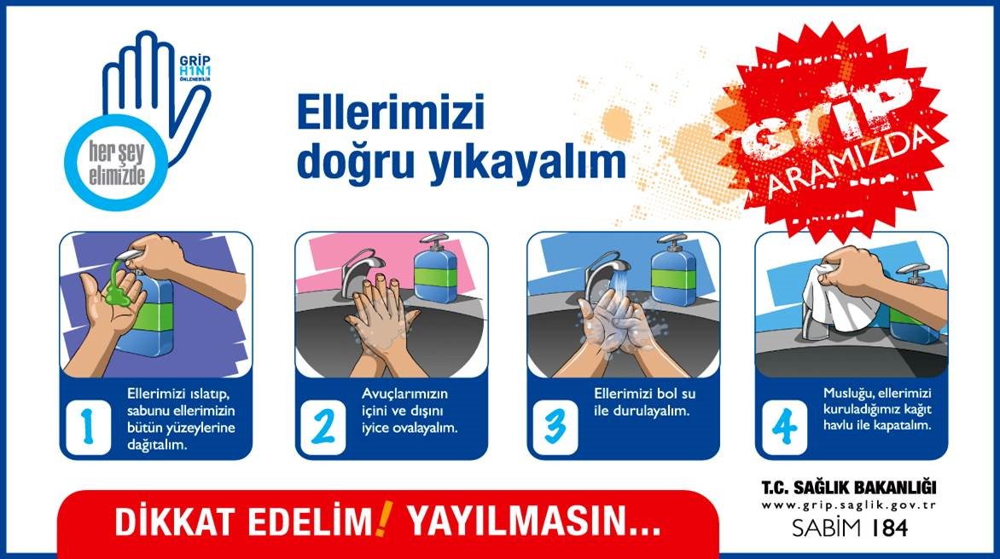 GRİP
H1N1
ÖNLENEBİLİR
her şey
elimizde
Ellerimizi
doğru yıkayalım
GRİP
ARAMIZDA
1
Ellerimizi ıslatıp,
sabunu ellerimizin
bütün yüzeylerine
dağıtalım.
2
Avuçlarımızın
içini ve dışını
iyice ovalayalım.
3
Ellerimizi bol su
ile durulayalım.
4
Musluğu, ellerimizi
kuruladığımız kağıt
havlu ile kapatalım.
DİKKAT EDELİM! YAYILMASIN...
T.C. SAĞLIK BAKANLIĞI
www.grip.saglik.gov.tr
SABİM 184